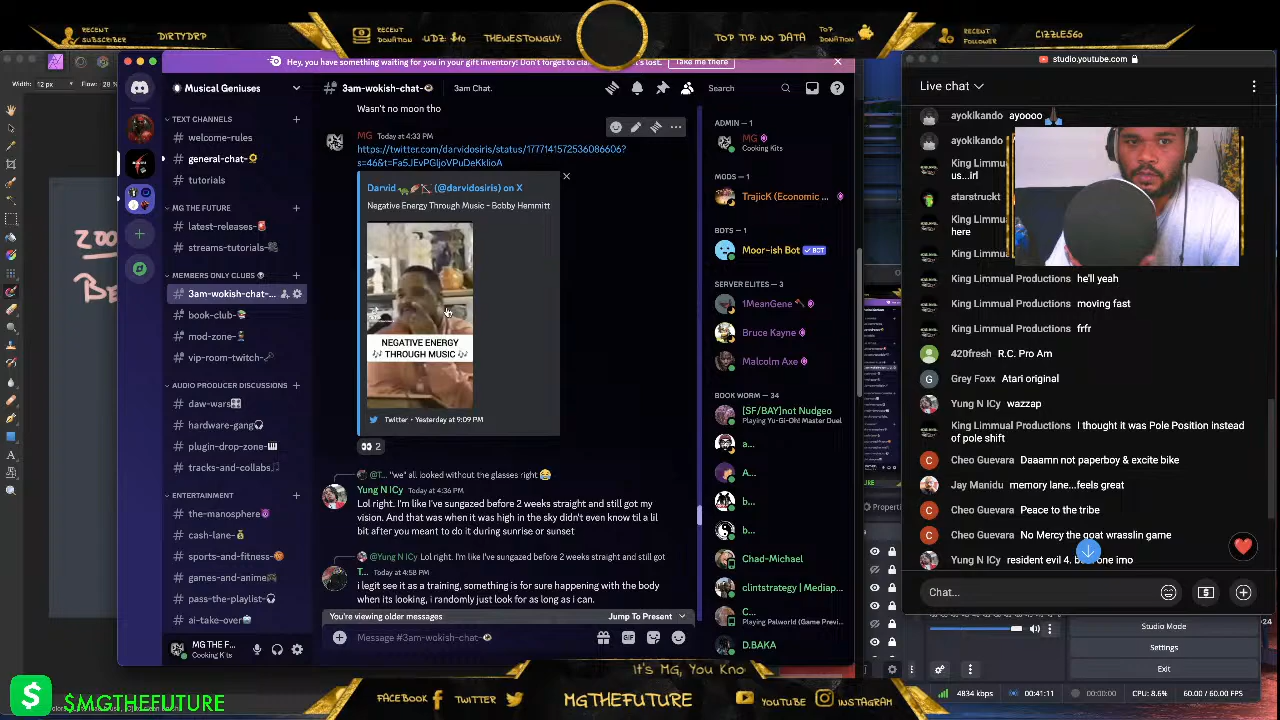 RECENT SUBSCRIBER
DIRTYDRP
RECENT DONATION
UDZ: $10
THEWESTONGUY:
TOP TIP: NO DATA
TOP DONATION
RECENT FOLLOWER
CIZZLE560
Width: 12 px
Flow: 28
Hey, you have something waiting for you in your gift inventory! Don't forget to
lost.
Take me there
Musical Geniuses
TEXT CHANNELS
welcome-rules
general-chat-
tutorials
MG THE FUTURE
latest-releases-
streams-tutorials-
MEMBERS ONLY CLUBS
3am-wokish-chat-...
book-club-
mod-zone-
vip-room-twitch-
AUDIO PRODUCER DISCUSSIONS
daw-wars
hardware-gang
plugin-drop-zone-
tracks-and-collabs
ENTERTAINMENT
the-manosphere
cash-lane-
sports-and-fitness-
games-and-anime
pass-the-playlist-
ai-take-over
MG THE F...
Cooking Kits
3am-wokish-chat-
3am Chat.
Search
Wasn't no moon tho
MG Today at 4:33 PM
https://twitter.com/darvidosiris/status/1777141572536086606?
s=46&t=Fa5JEvPGljoVPuDeKklioA
Darvid (@darvidosiris) on X
Negative Energy Through Music - Bobby Hemmitt
NEGATIVE ENERGY
THROUGH MUSIC
Twitter • Yesterday at 9:09 PM
2
@T... "we" all looked without the glasses right
Yung N ICy Today at 4:36 PM
Lol right. I'm like I've sungazed before 2 weeks straight and still got my
vision. And that was when it was high in the sky didn't even know til a lil
bit after you meant to do it during sunrise or sunset
@Yung N ICy Lol right. I'm like I've sungazed before 2 weeks straight and still got
T... Today at 4:58 PM
i legit see it as a training, something is for sure happening with the body
when its looking, i randomly just look for as long as i can.
You're viewing older messages
Jump To Present
Message #3am-wokish-chat-
ADMIN — 1
MG
Cooking Kits
MODS — 1
TrajicK (Economic ...
BOTS — 1
Moor-ish Bot
BOT
SERVER ELITES — 3
1MeanGene
Bruce Kayne
Malcolm Axe
BOOK WORM — 34
[SF/BAY]not Nudgeo
Playing Yu-Gi-Oh! Master Duel
a...
A...
b...
b...
Chad-Michael
clintstrategy | Mediap...
C...
Playing Palworld (Game Previ...
D.BAKA
studio.youtube.com
Live chat
ayokikando ayooo
ayokikando
King Limmual
us...lrf
starstruckt
King Limmual
here
King Limmual
King Limmual Productions he'll yeah
King Limmual Productions moving fast
King Limmual Productions frfr
420fresh R.C. Pro Am
Grey Foxx Atari original
Yung N ICy wazzap
King Limmual Productions I thought it was Pole Position instead
of pole shift
Cheo Guevara Daaamn not paperboy & excite bike
Jay Manidu memory lane...feels great
Cheo Guevara Peace to the tribe
Cheo Guevara No Mercy the goat wrasslin game
Yung N ICy resident evil 4. one imo
Chat...
Properti
Studio Mode
Settings
Exit
4834 kbps
00:41:11
00:00:00
CPU: 8.6%
60.00 / 60.00 FPS
It's MG, You Kno
$MGTHEFUTURE
FACEBOOK
TWITTER
MGTHEFUTURE
YOUTUBE
INSTAGRAM